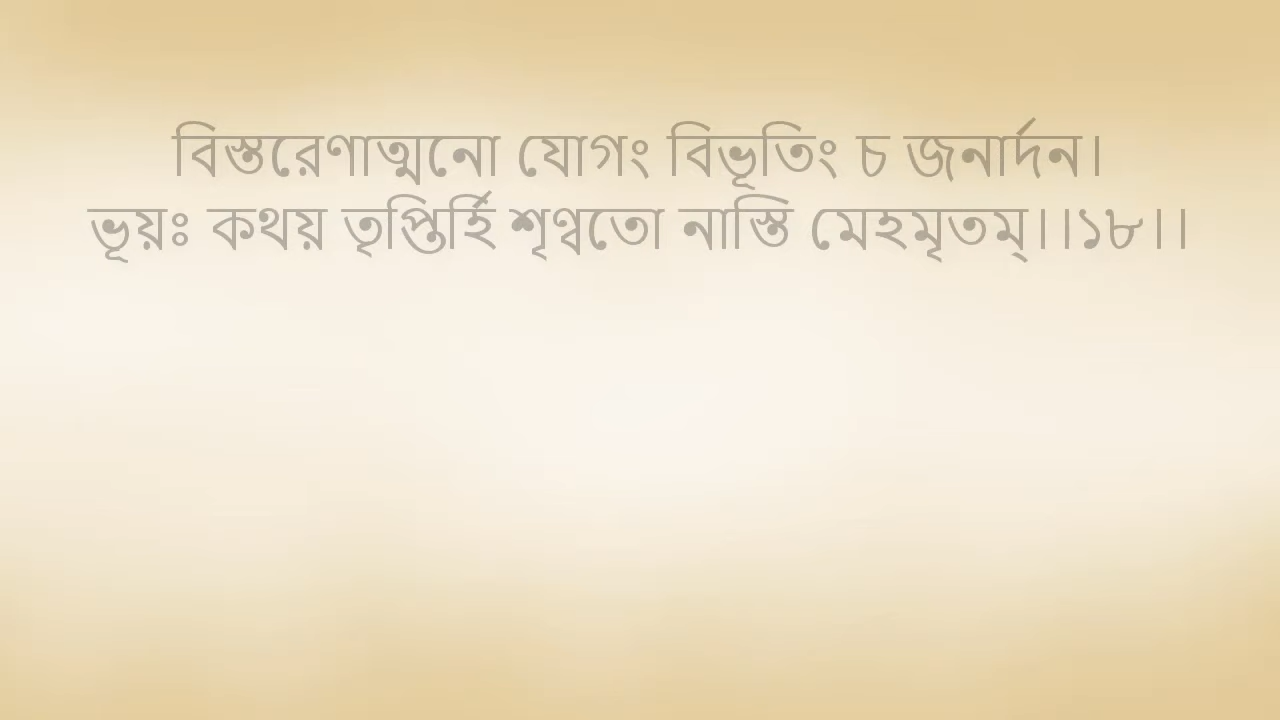 বিস্তরেণাত্মনো যোগং বিভূতিং চ জনার্দন।
ভূয়ঃ কথয় তৃপ্তির্হি শৃণ্বতো নাস্তি মেহমৃতম্।।১৮।।